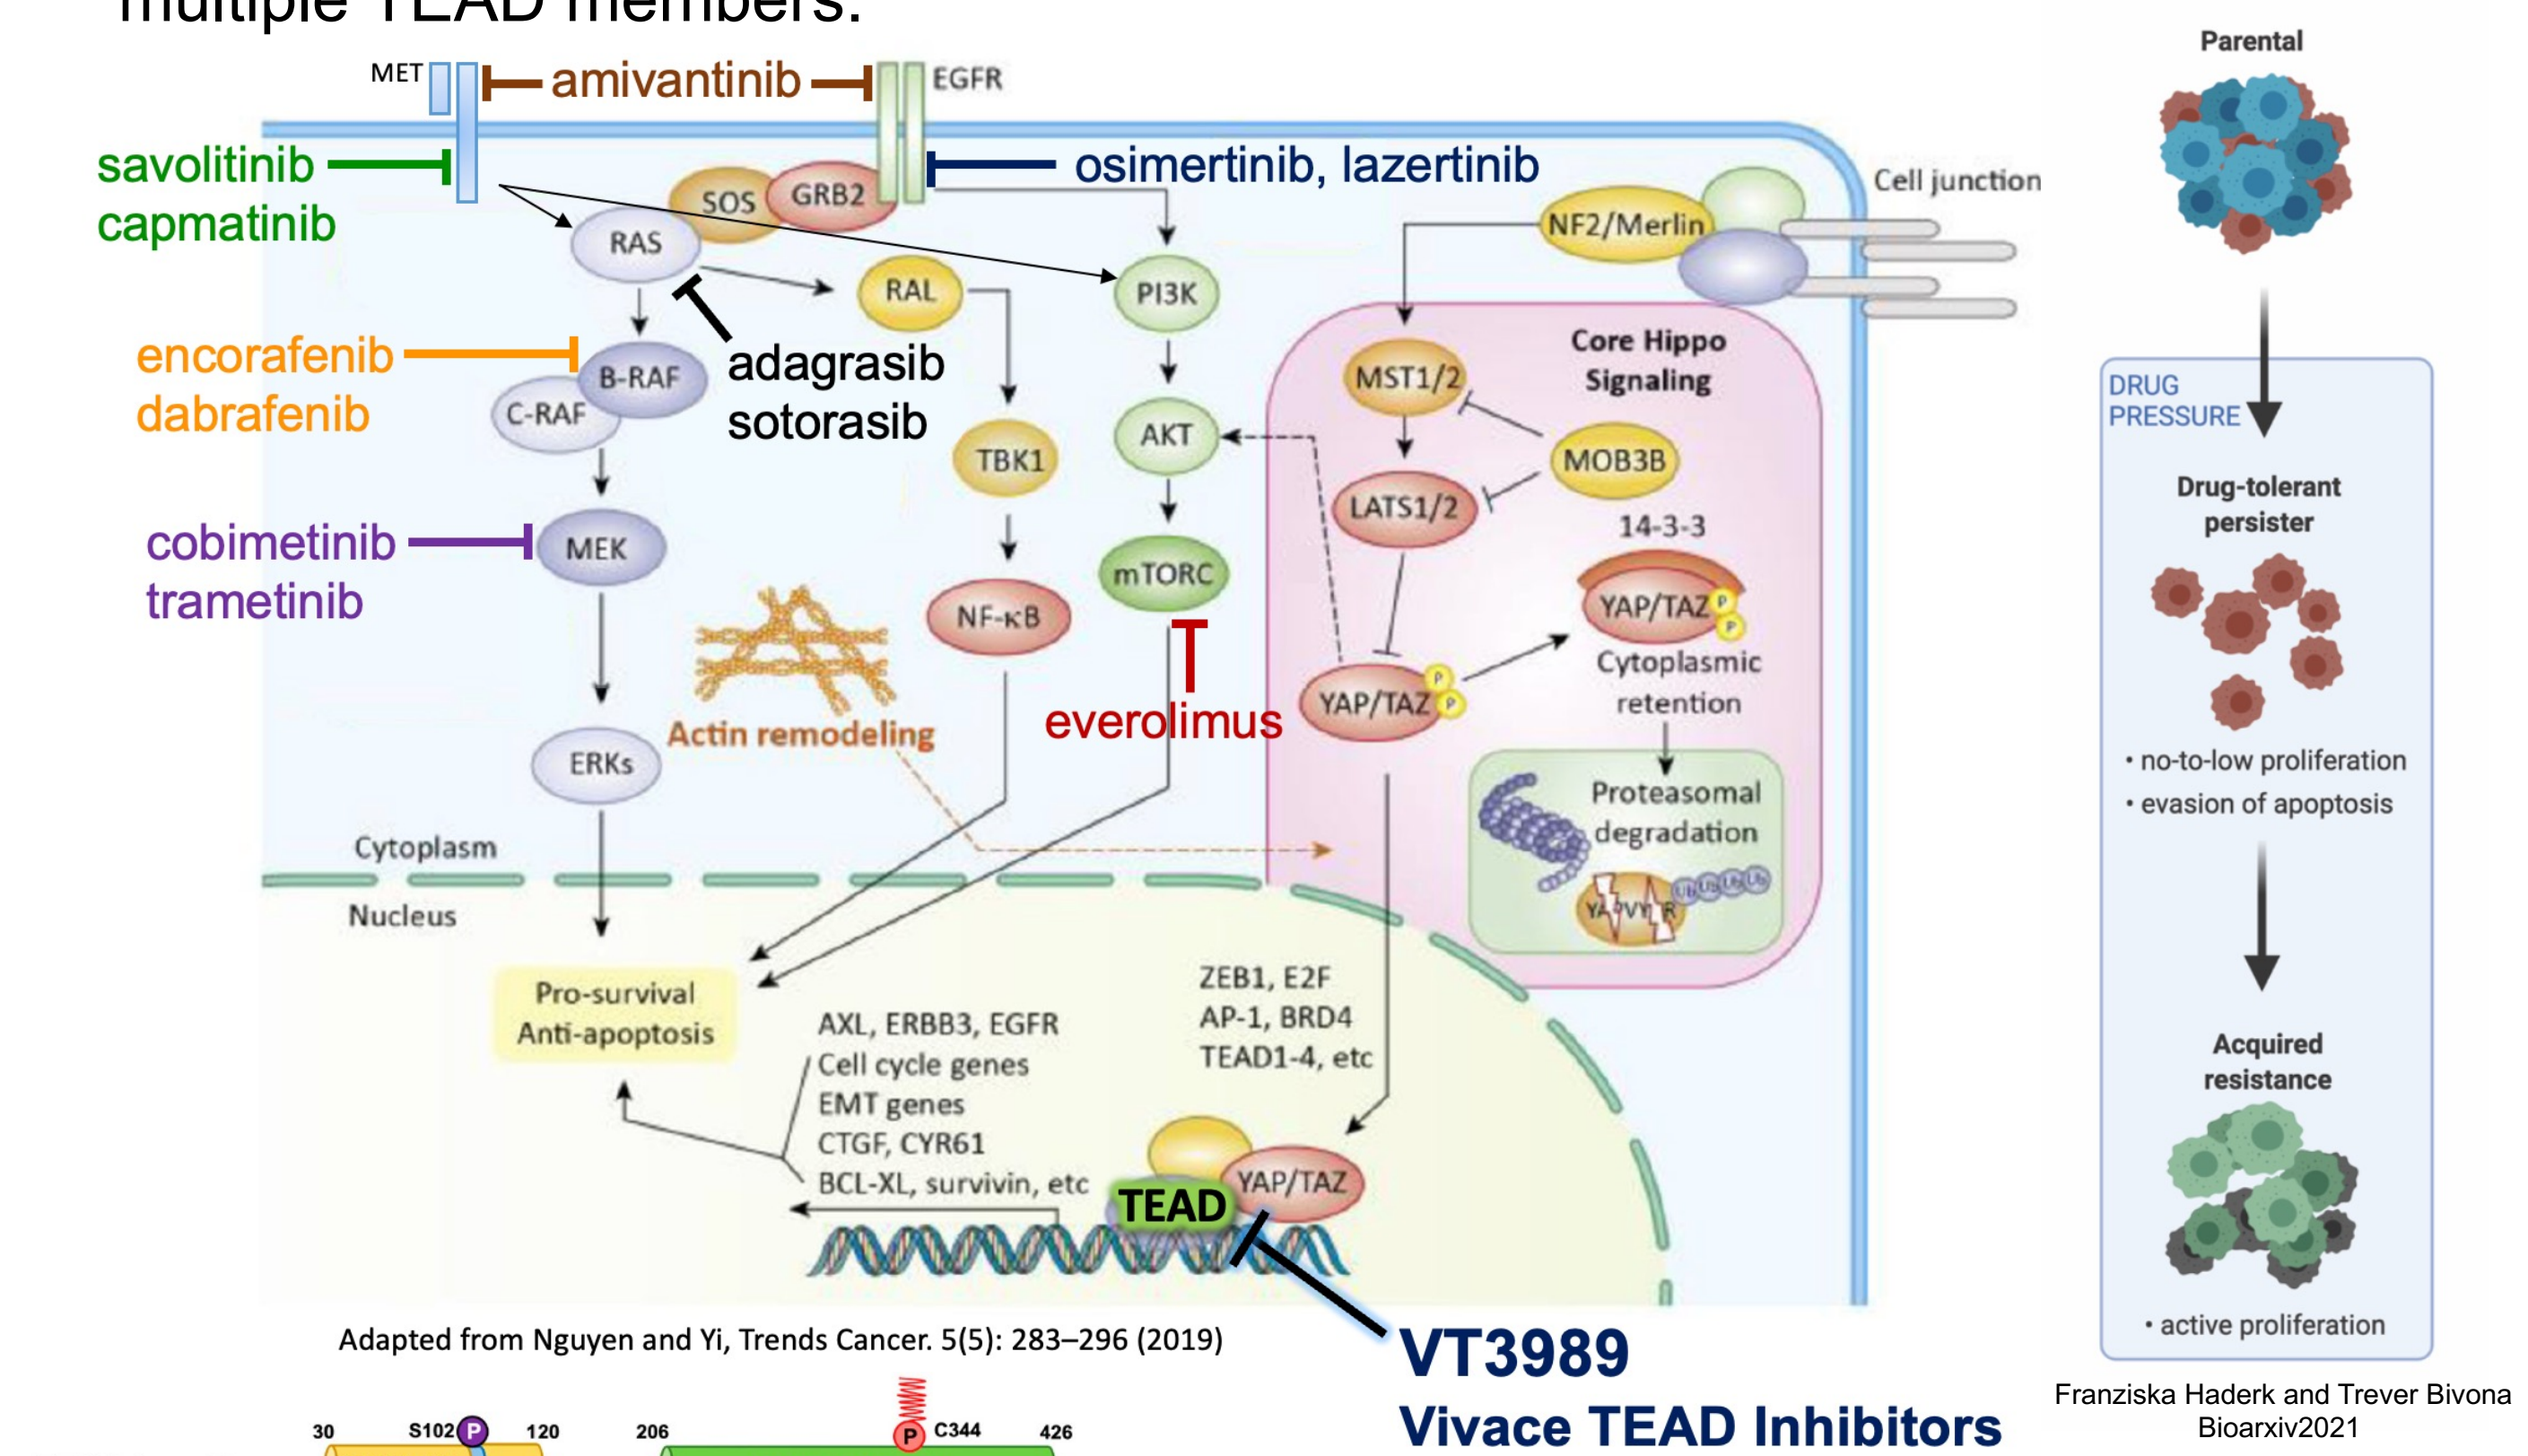 multiple TEAD members.
MET
amivantinib
EGFR
savolitinib
capmatinib
osimertinib, lazertinib
SOS
GRB2
RAS
RAL
PI3K
NF2/Merlin
Cell junction
encorafenib
dabrafenib
B-RAF
C-RAF
adagrasib
sotorasib
TBK1
AKT
Core Hippo
Signaling
MST1/2
MOB3B
LATS1/2
14-3-3
cobimetinib
trametinib
MEK
NF-κB
mTORC
everolimus
YAP/TAZ
P
P
YAP/TAZ
P
P
Cytoplasmic
retention
Actin remodeling
ERKs
Proteasomal
degradation
Ub Ub Ub Ub
Cytoplasm
Nucleus
Pro-survival
Anti-apoptosis
AXL, ERBB3, EGFR
Cell cycle genes
EMT genes
CTGF, CYR61
BCL-XL, survivin, etc
ZEB1, E2F
AP-1, BRD4
TEAD1-4, etc
TEAD
YAP/TAZ
Adapted from Nguyen and Yi, Trends Cancer. 5(5): 283–296 (2019)
VT3989
Vivace TEAD Inhibitors
30
S102
P
120
206
P
C344
426
Parental
DRUG
PRESSURE
Drug-tolerant
persister
• no-to-low proliferation
• evasion of apoptosis
Acquired
resistance
• active proliferation
Franziska Haderk and Trever Bivona
Bioarxiv2021